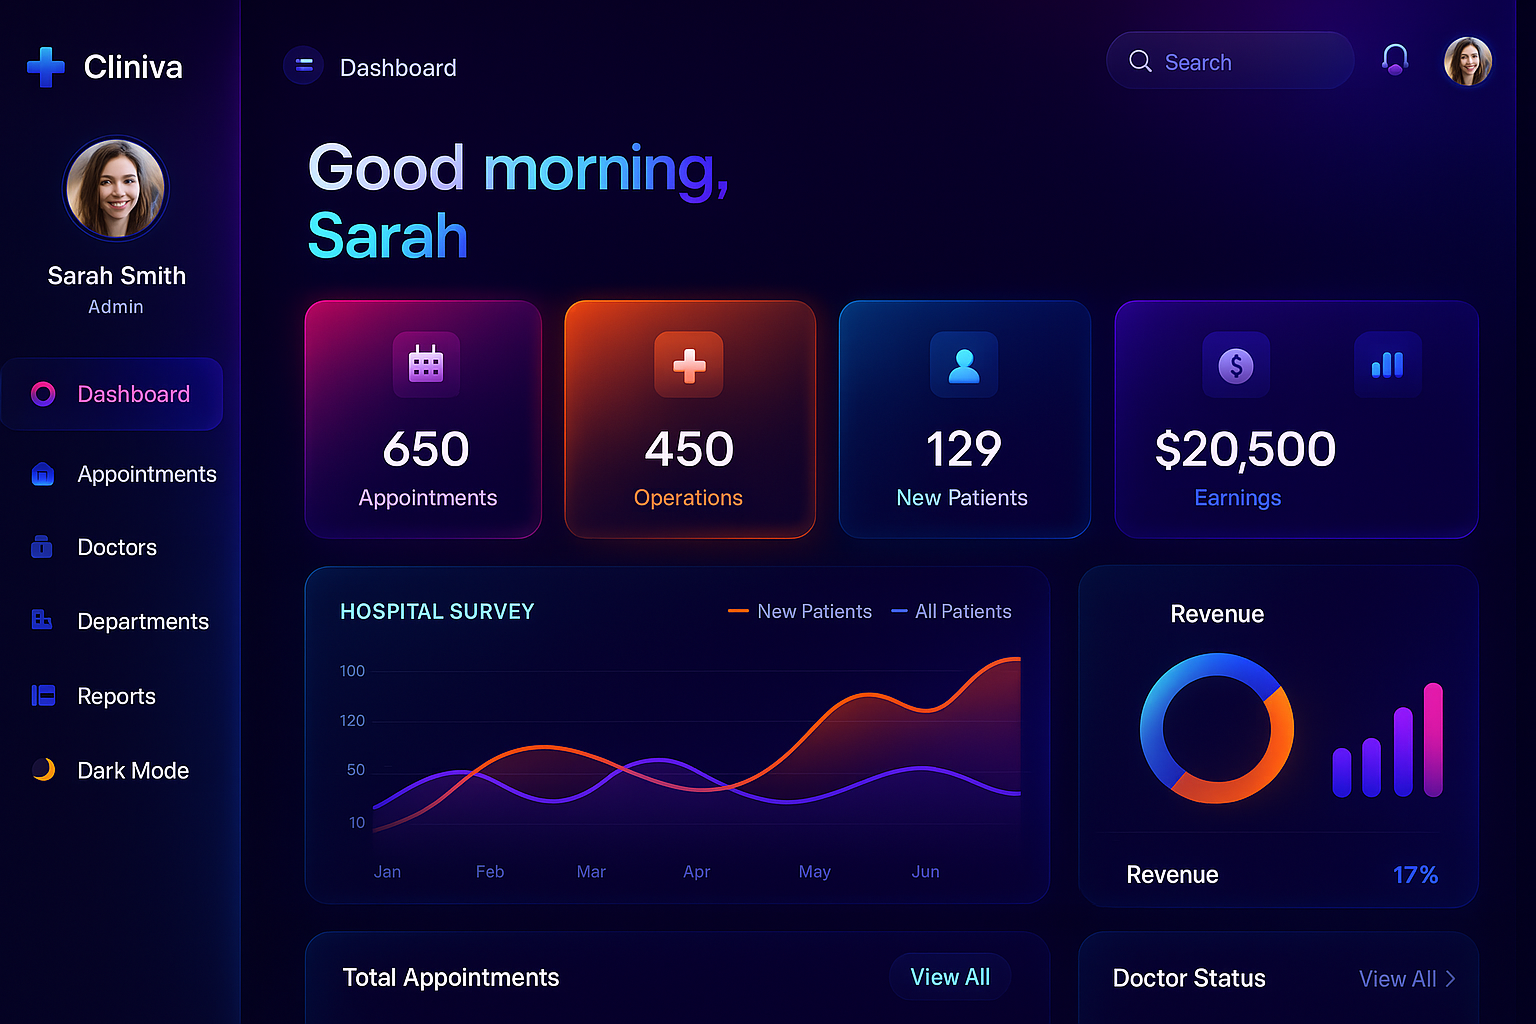 Cliniva
Sarah Smith
Admin
Dashboard
Appointments
Doctors
Departments
Reports
Dark Mode
Dashboard
Search
Good morning,
Sarah
650
Appointments
450
Operations
129
New Patients
$
$20,500
Earnings
HOSPITAL SURVEY
New Patients
All Patients
100
120
50
10
Jan Feb Mar Apr May Jun
Revenue
Revenue 17%
Total Appointments
View All
Doctor Status
View All >